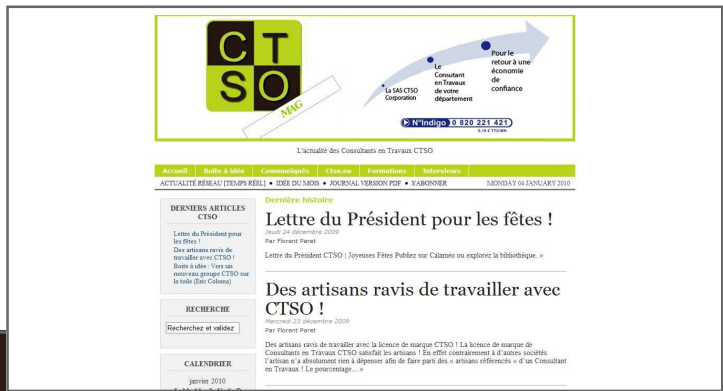 C T
S O
MAG
La SAS CTSO
Corporation
Le
Consutant
en Travaux
de votre
département
Pour le
retour à une
économie
de
confiance
N°Indigo 0 820 221 421
0,15 € TTC/MN
L'actualité des Consultants en Travaux CTSO
Accueil Boite à idée Communiqués Ctso.eu Formations Interviews
ACTUALITÉ RÉSEAU [TEMPS RÉEL] ● IDÉE DU MOIS ● JOURNAL VERSION PDF ● S'ABONNER MONDAY 04 JANUARY 2010
DERNIERS ARTICLES
CTSO
Lettre du Président pour
les fêtes !
Des artisans ravis de
travailler avec CTSO !
Boite à idée : Vers un
nouveau groupe CTSO sur
la toile (Eric Coloma)
RECHERCHE
Recherchez et validez
CALENDRIER
janvier 2010
Dernière histoire
Lettre du Président pour les fêtes !
Jeudi 24 décembre 2009
Par Florent Paret
Lettre du Président CTSO | Joyeuses Fêtes Publiez sur Calaméo ou explorez la bibliothèque. »
Des artisans ravis de travailler avec
CTSO !
Mercredi 23 décembre 2009
Par Florent Paret
Des artisans ravis de travailler avec la licence de marque CTSO ! La licence de marque de
Consultants en Travaux CTSO satisfait les artisans ! En effet contrairement à d'autres sociétés
l'artisan n'a absolument rien à dépenser afin de faire parti des « artisans référencés » d'un Consultant
en Travaux ! Le pourcentage... »